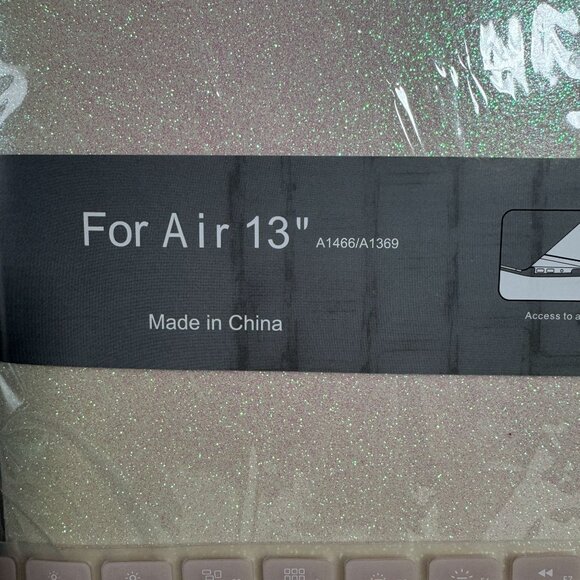 For Air 13" A1466/A1369
Made in China
Access to a